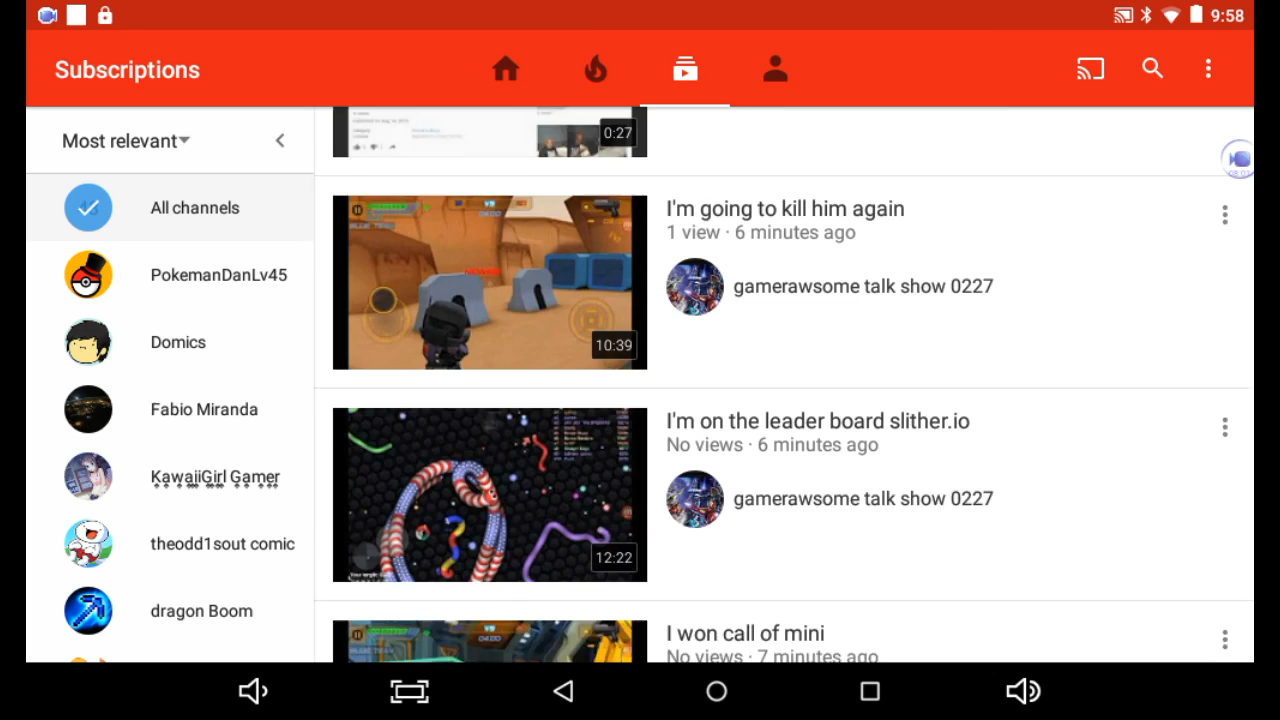 9:58
Subscriptions
Most relevant
All channels
PokemanDanLv45
Domics
Fabio Miranda
K̤a̤w̤a̤i̤i̤G̤i̤r̤l̤ G̤a̤m̤e̤r̤
theodd1sout comic
dragon Boom
0:27
I'm going to kill him again
1 view · 6 minutes ago
gamerawsome talk show 0227
10:39
I'm on the leader board slither.io
No views · 6 minutes ago
gamerawsome talk show 0227
12:22
I won call of mini
No views · 7 minutes ago